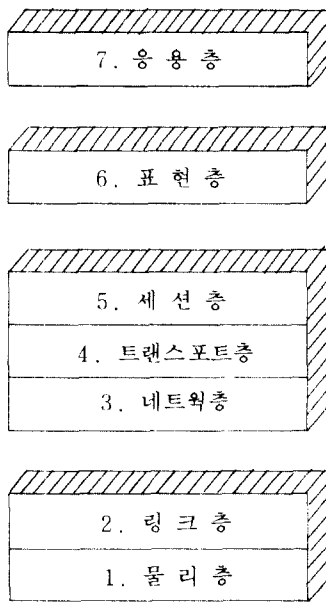 7. 응용층
6. 표현층
5. 세션층
4. 트랜스포트층
3. 네트웍층
2. 링크층
1. 물리층